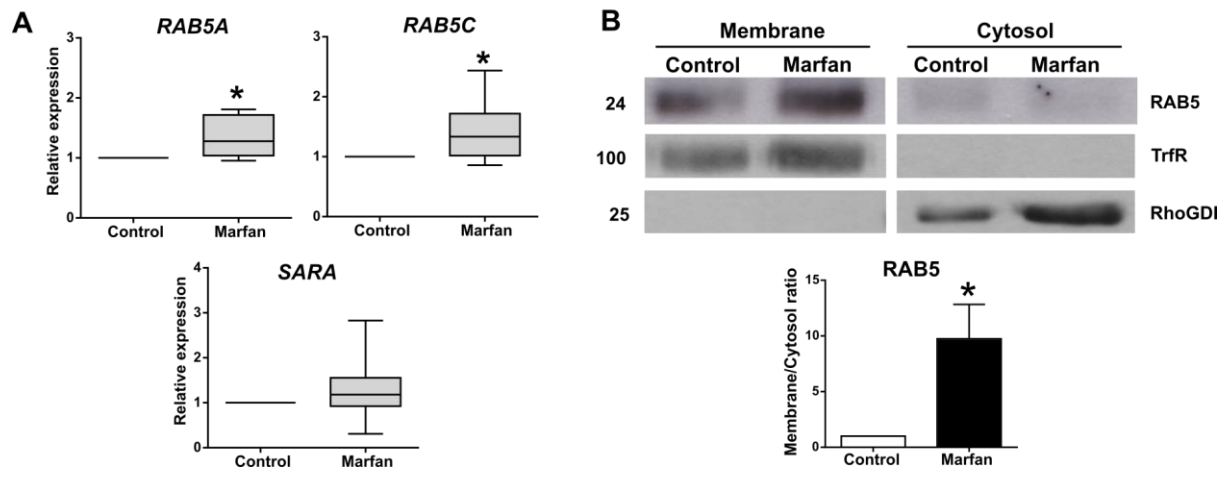 A
RAB5A
Relative expression
3
2
1
0
Control Marfan
*
RAB5C
3
2
1
0
Control Marfan
*
SARA
Relative expression
4
3
2
1
0
Control Marfan
B
Membrane Cytosol
Control Marfan Control Marfan
24 RAB5
100 TrfR
25 RhoGDI
RAB5
Membrane/Cytosol ratio
15
10
5
0
*
Control Marfan